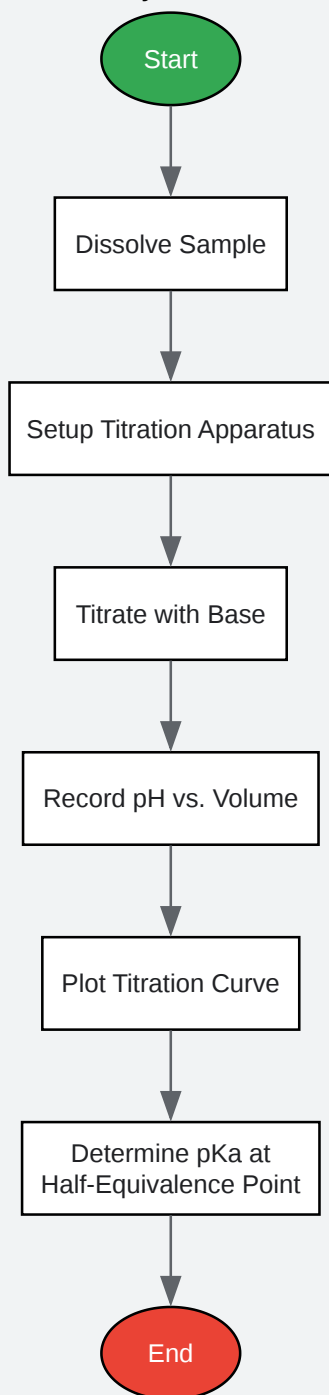 Start
Dissolve Sample
Setup Titration Apparatus
Titrate with Base
Record pH vs. Volume
Plot Titration Curve
Determine pKa at
Half-Equivalence Point
End